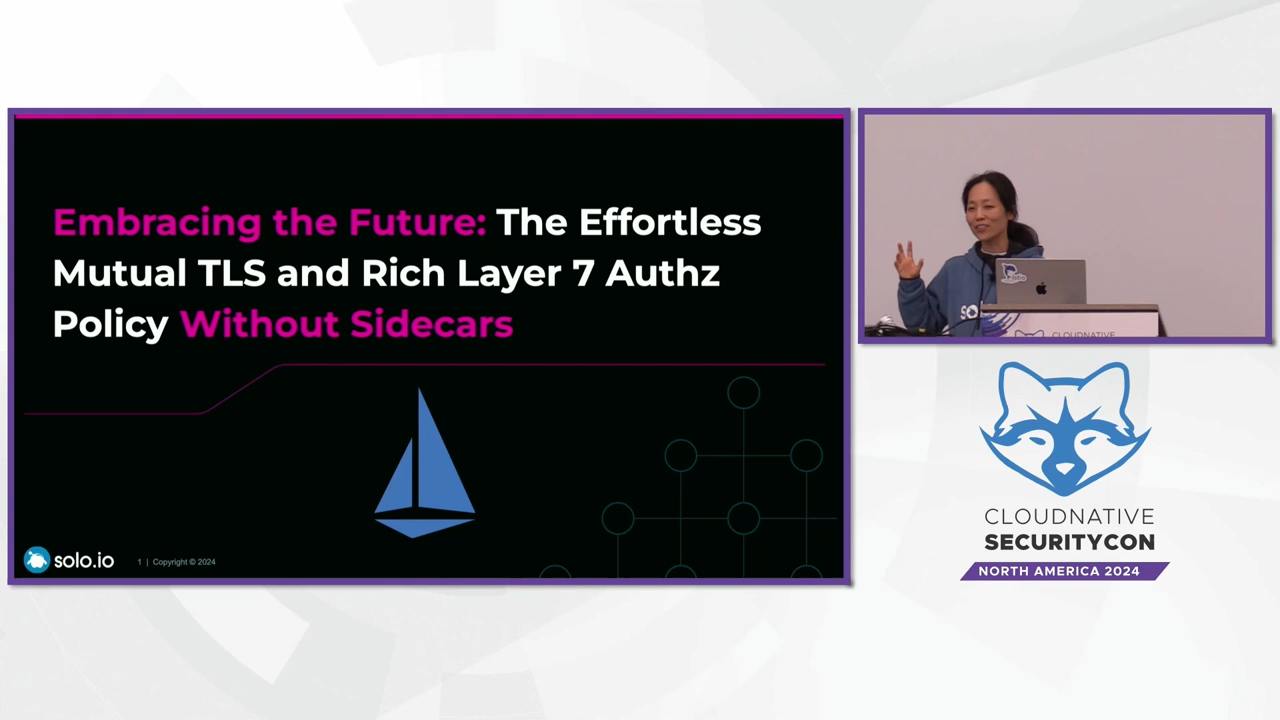 Embracing the Future: The Effortless
Mutual TLS and Rich Layer 7 Authz
Policy Without Sidecars
solo.io
1 | Copyright © 2024
CLOUDNATIVE
CLOUDNATIVE
SECURITYCON
NORTH AMERICA 2024